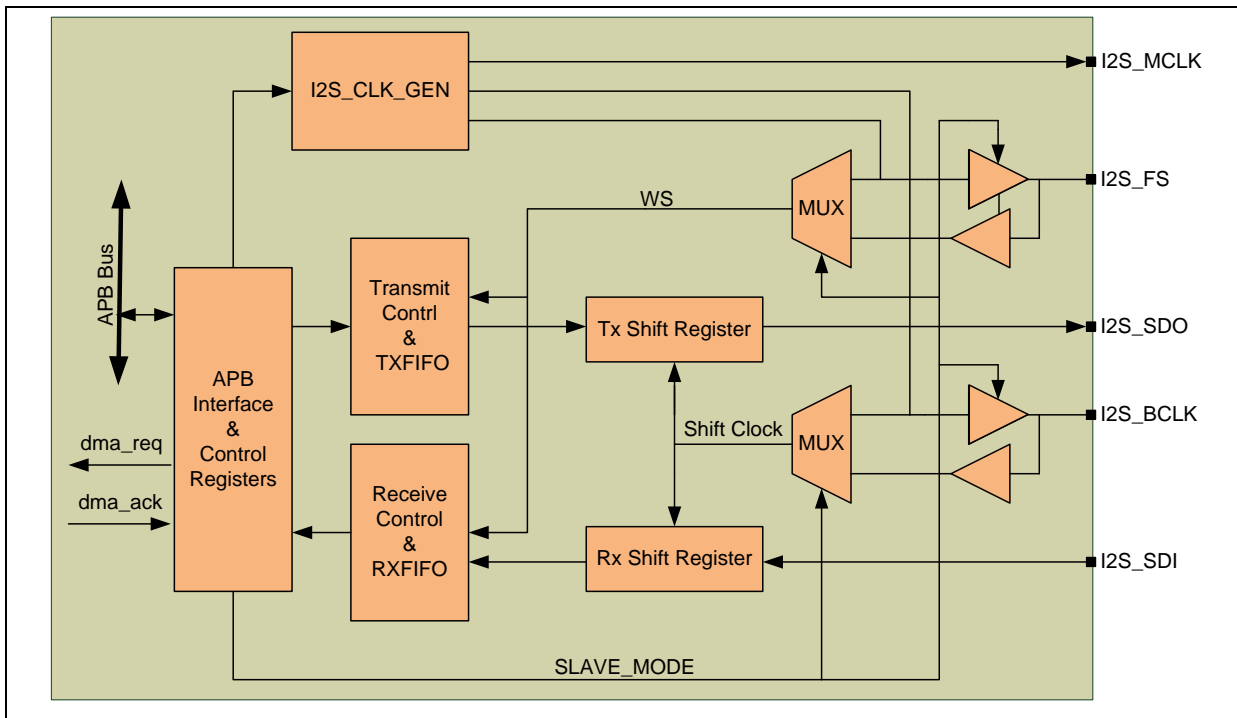 I2S_CLK_GEN
I2S_MCLK
I2S_FS
MUX
WS
APB Bus
Transmit
Contrl
&
TXFIFO
Tx Shift Register
I2S_SDO
APB
Interface
&
Control
Registers
I2S_BCLK
MUX
Shift Clock
dma_req
dma_ack
Receive
Control
&
RXFIFO
Rx Shift Register
I2S_SDI
SLAVE_MODE